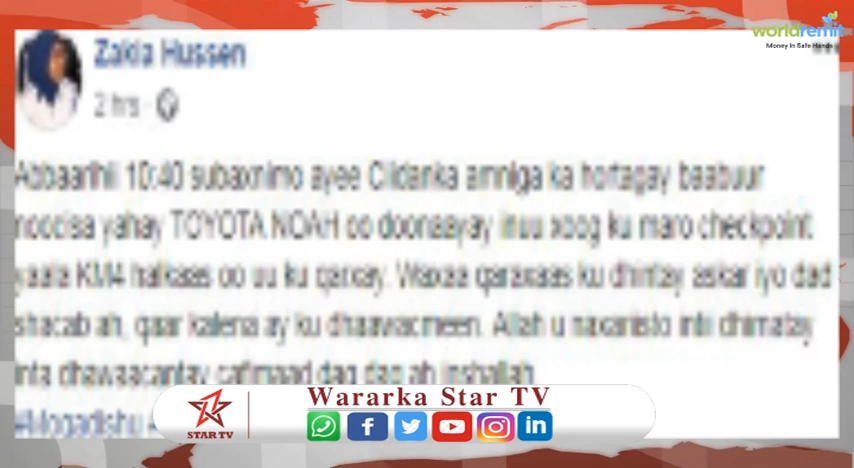 worldremit
Money In Safe Hands
Zakia Hussen
2 hrs
Abbaarihii 10:40 subaxnimo ayee Ciidanka amniga ka hortagay baabuur
noociisa yahay TOYOTA NOAH oo doonaayay inuu xoog ku maro checkpoint
yaala KM4 halkaas oo uu ku qarxay. Waxaa qaraxaas ku dhintay askar iyo dad
shacab ah, qaar kalena ay ku dhaawacmeen. Allah u naxariisto intii dhimatay
inta dhawaacantay cafimaad dag dag ah inshallah.
#Mogadishu
STAR TV
Wararka Star TV